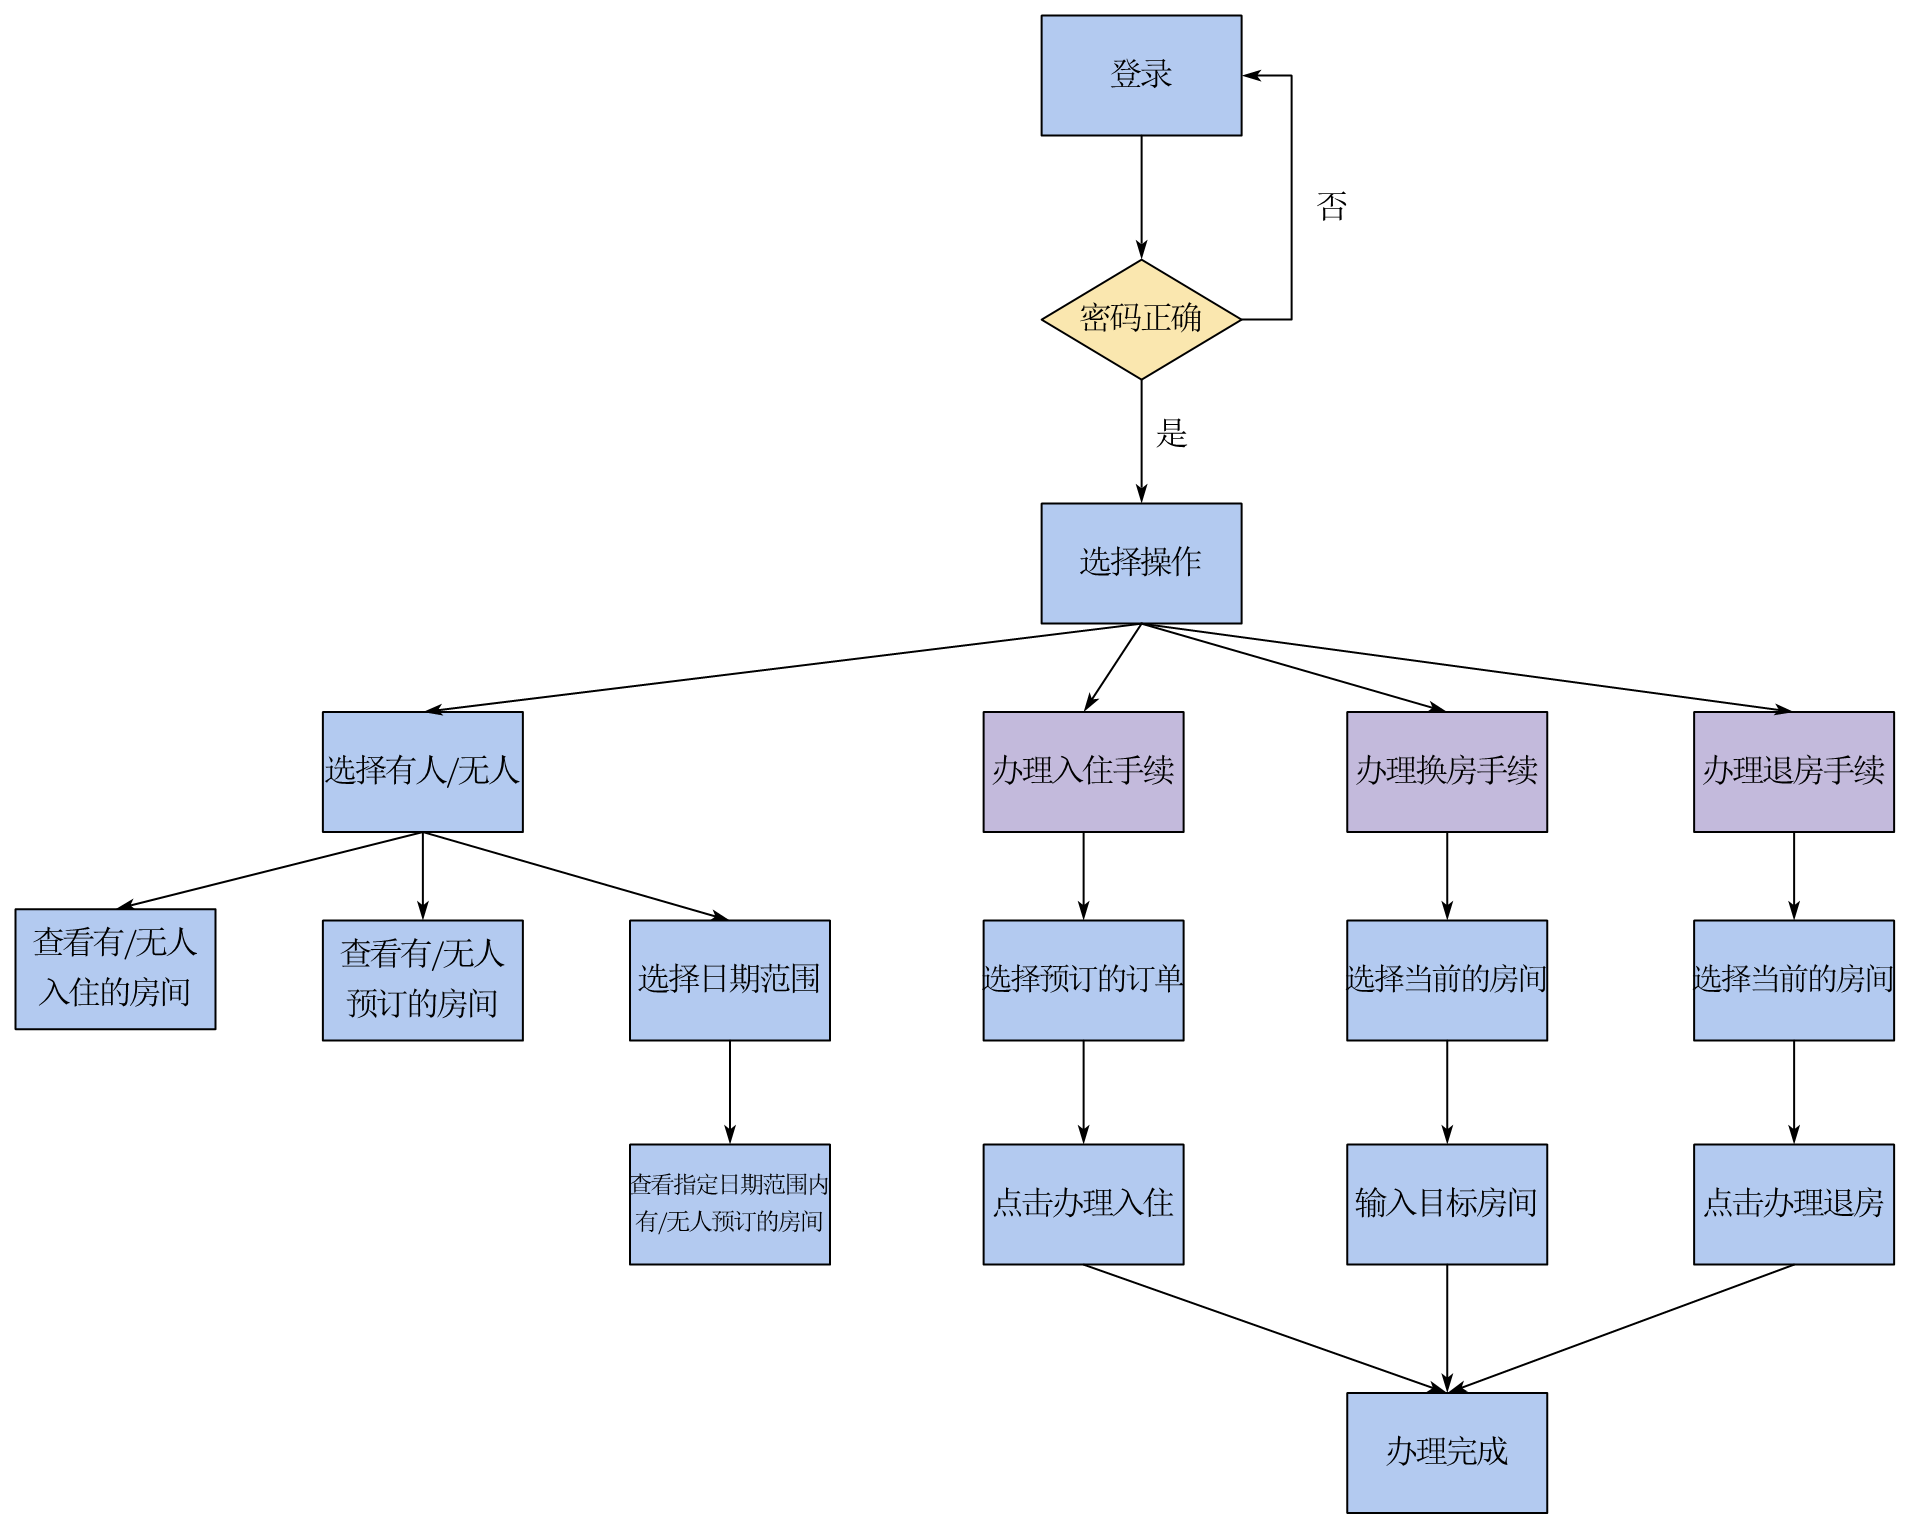 登录
否
密码正确
是
选择操作
选择有人/无人
办理入住手续
办理换房手续
办理退房手续
查看有/无人
入住的房间
查看有/无人
预订的房间
选择日期范围
选择预订的订单
选择当前的房间
选择当前的房间
查看指定日期范围内
有/无人预订的房间
点击办理入住
输入目标房间
点击办理退房
办理完成